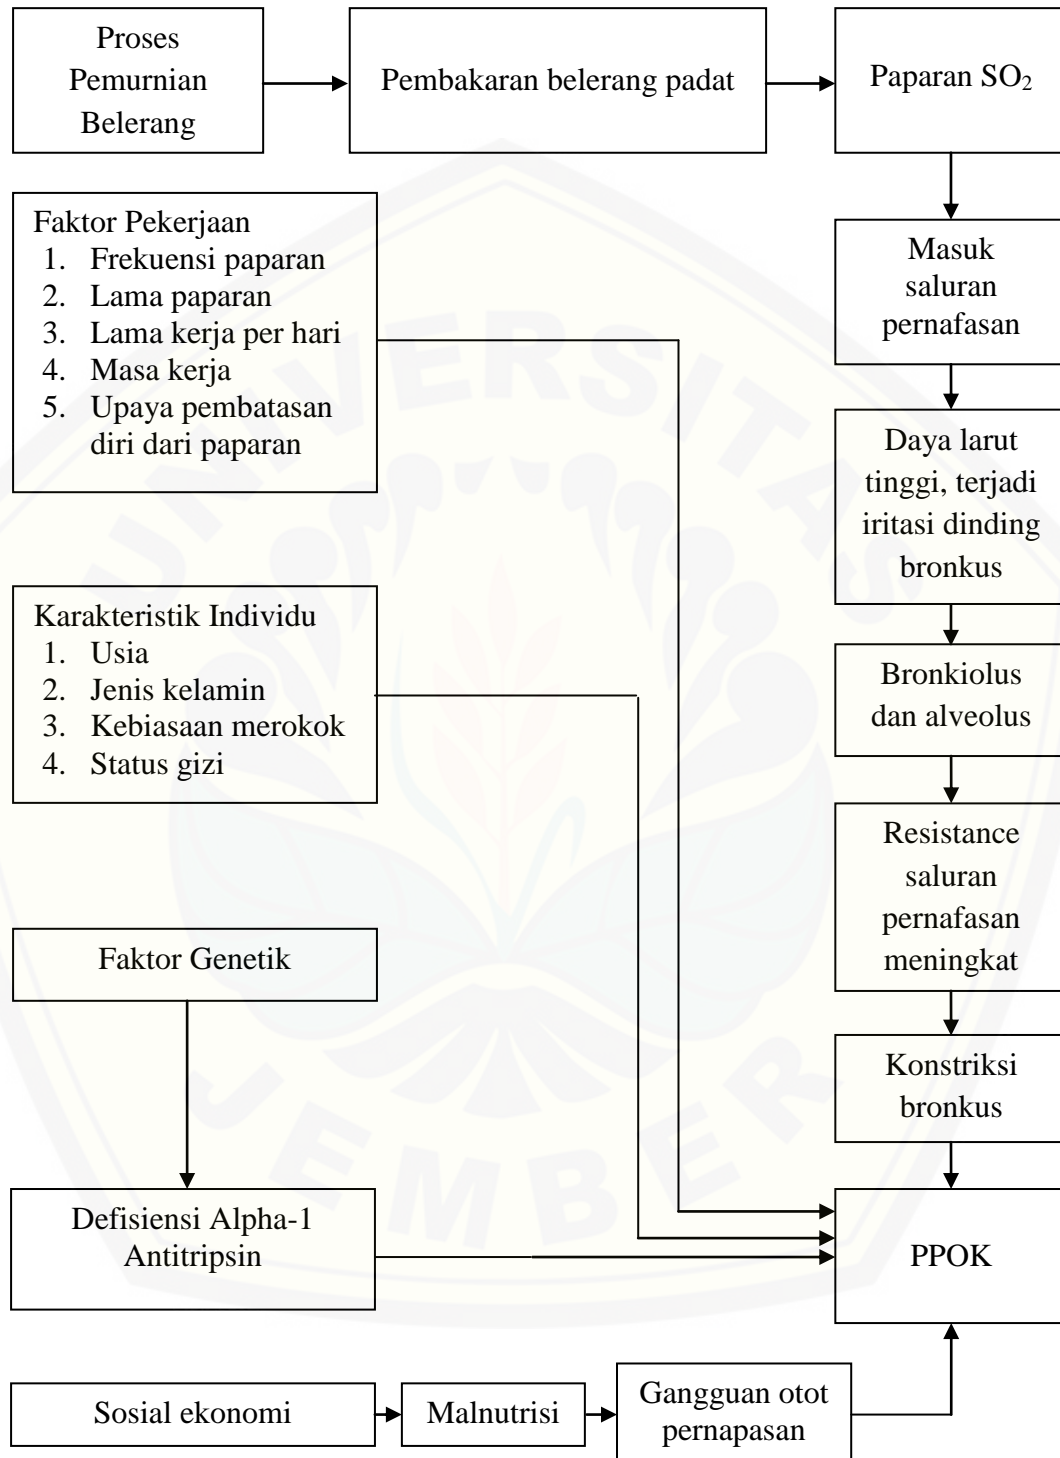 Proses
Pemurnian
Belerang
Pembakaran belerang padat
Paparan SO₂
Faktor Pekerjaan
1. Frekuensi paparan
2. Lama paparan
3. Lama kerja per hari
4. Masa kerja
5. Upaya pembatasan
diri dari paparan
Masuk
saluran
pernafasan
Daya larut
tinggi, terjadi
iritasi dinding
bronkus
Karakteristik Individu
1. Usia
2. Jenis kelamin
3. Kebiasaan merokok
4. Status gizi
Bronkiolus
dan alveolus
Resistance
saluran
pernafasan
meningkat
Faktor Genetik
Konstriksi
bronkus
Defisiensi Alpha-1
Antitripsin
PPOK
Sosial ekonomi
Malnutrisi
Gangguan otot
pernapasan
UNIVERSITAS
JEMBER